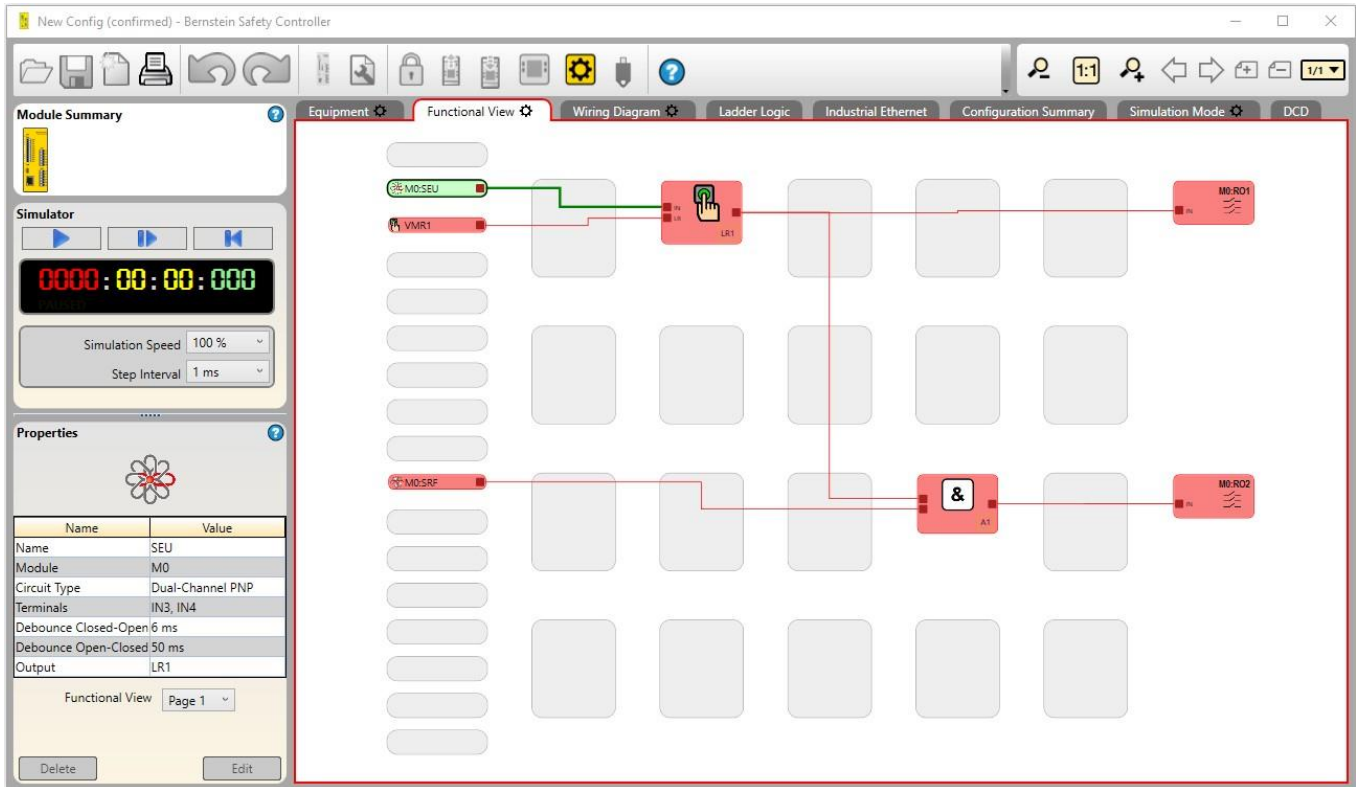 New Config (confirmed) - Bernstein Safety Controller
1:1
1/1
Module Summary
Equipment
Functional View
Wiring Diagram
Ladder Logic
Industrial Ethernet
Configuration Summary
Simulation Mode
DCD
Simulator
0000:00:00:000
PAUSED
Simulation Speed 100 %
Step Interval 1 ms
Properties
Name Value
Name SEU
Module M0
Circuit Type Dual-Channel PNP
Terminals IN3, IN4
Debounce Closed-Open 6 ms
Debounce Open-Closed 50 ms
Output LR1
Functional View Page 1
Delete Edit
M0:SEU
VMR1
IN
LR
LR1
M0:RO1
IN
M0:SRF
&
A1
M0:RO2
IN